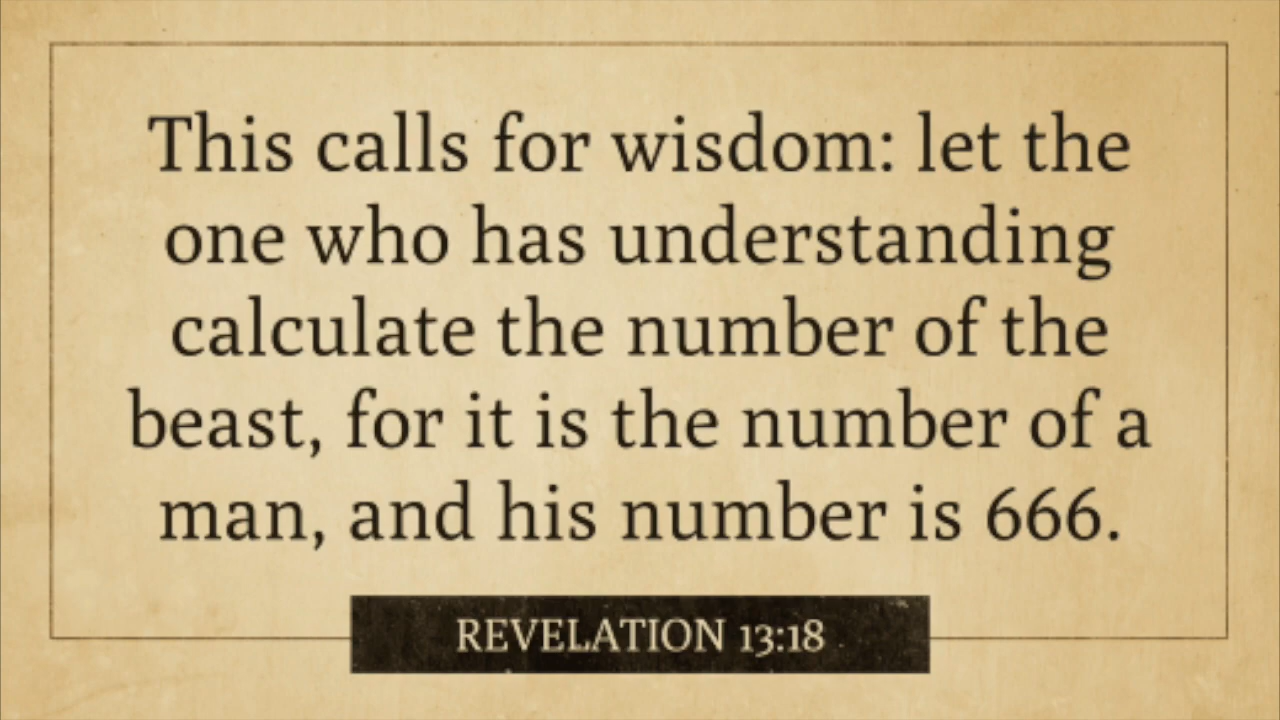 This calls for wisdom: let the
one who has understanding
calculate the number of the
beast, for it is the number of a
man, and his number is 666.
REVELATION 13:18